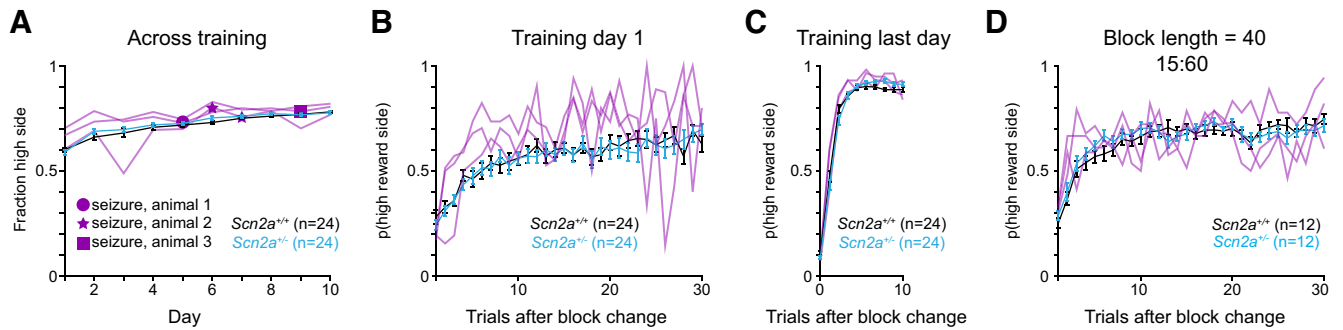 A
Across training
Fraction high side
1
0.5
0
2
4
6
8
10
Day
seizure, animal 1
seizure, animal 2
seizure, animal 3
Scn2a+/+ (n=24)
Scn2a+/- (n=24)
B
Training day 1
p(high reward side)
1
0.5
0
10
20
30
Trials after block change
Scn2a+/+ (n=24)
Scn2a+/- (n=24)
C
Training last day
p(high reward side)
1
0.5
0
0
10
Trials after block change
Scn2a+/+ (n=24)
Scn2a+/- (n=24)
D
Block length = 40
15:60
p(high reward side)
1
0.5
0
10
20
30
Trials after block change
Scn2a+/+ (n=12)
Scn2a+/- (n=12)